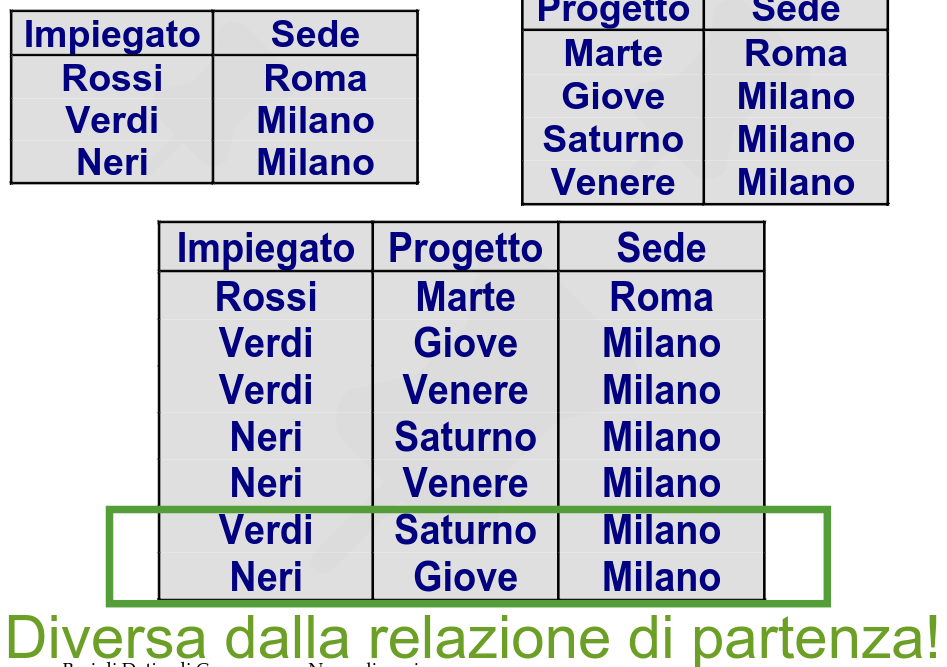 Impiegato Sede
Rossi Roma
Verdi Milano
Neri Milano
Progetto Sede
Marte Roma
Giove Milano
Saturno Milano
Venere Milano
Impiegato Progetto Sede
Rossi Marte Roma
Verdi Giove Milano
Verdi Venere Milano
Neri Saturno Milano
Neri Venere Milano
Verdi Saturno Milano
Neri Giove Milano
Diversa dalla relazione di partenza!